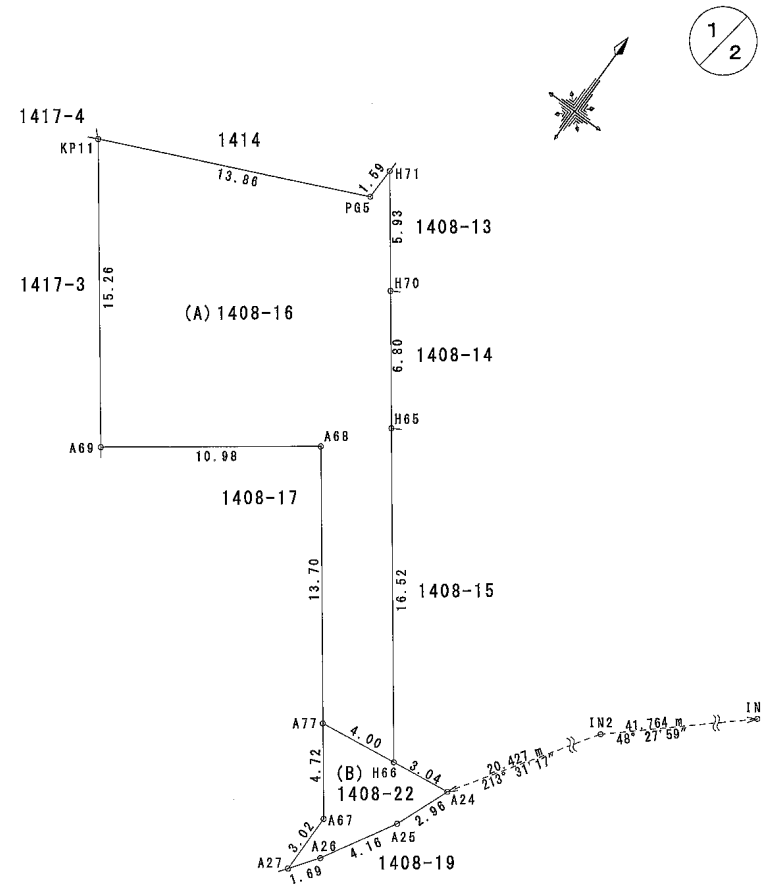 1
2
1417-4
KP11
1414
13.86
1.59
H71
PG5
5.93
1408-13
1417-3
15.26
H70
(A)1408-16
6.80
1408-14
H65
A69
A68
10.98
1408-17
13.70
16.52
1408-15
A77
4.00
IN2
41.764 m
48° 27'59"
IN
4.72
(B)
H66
3.04
20.427 m
213° 31'17"
1408-22
A24
A67
2.96
3.02
A25
A26
4.16
A27
1408-19
1.69